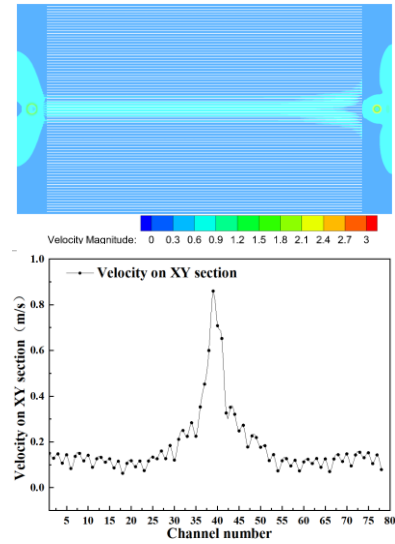 Velocity Magnitude: 0 0.3 0.6 0.9 1.2 1.5 1.8 2.1 2.4 2.7 3
1.0
Velocity on XY section
0.8
0.6
0.4
0.2
0.0
Velocity on XY section (m/s)
5 10 15 20 25 30 35 40 45 50 55 60 65 70 75 80
Channel number